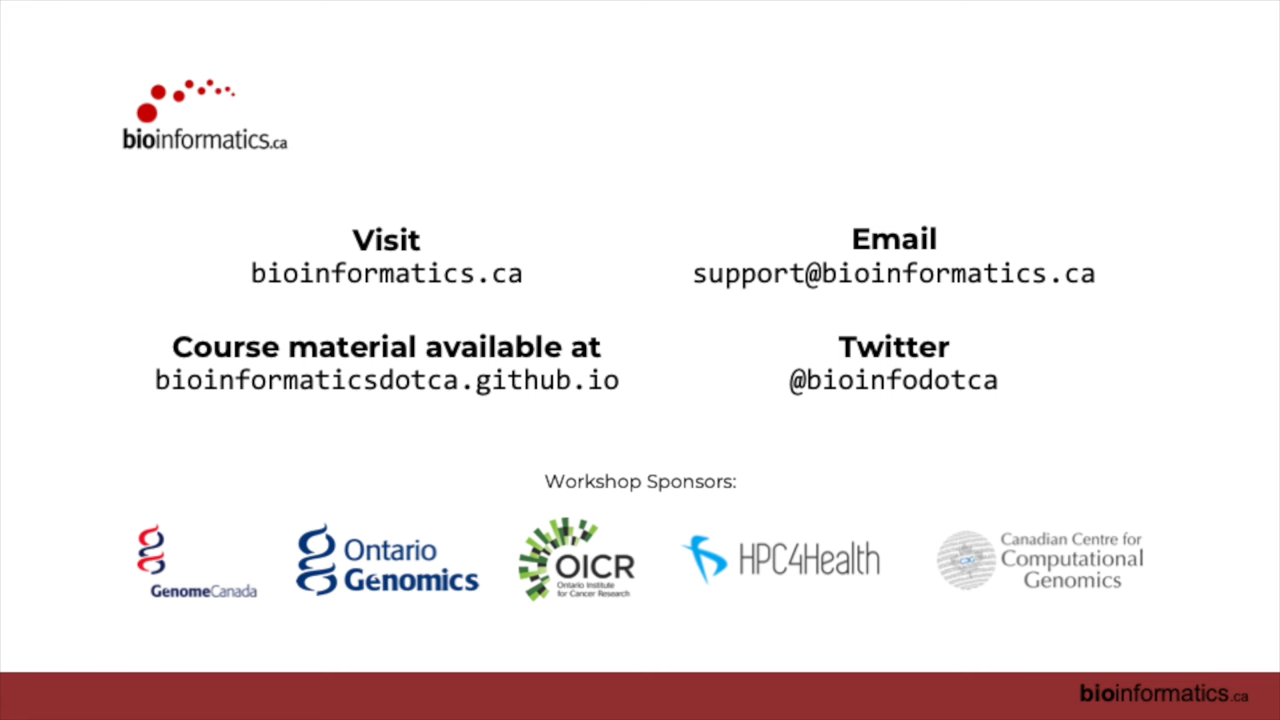 bioinformatics.ca
Visit
bioinformatics.ca
Email
support@bioinformatics.ca
Course material available at
bioinformaticsdotca.github.io
Twitter
@bioinfodotca
Workshop Sponsors:
GenomeCanada
Ontario
Genomics
OICR
Ontario Institute
for Cancer Research
HPC4Health
Canadian Centre for
Computational
Genomics
bioinformatics.ca